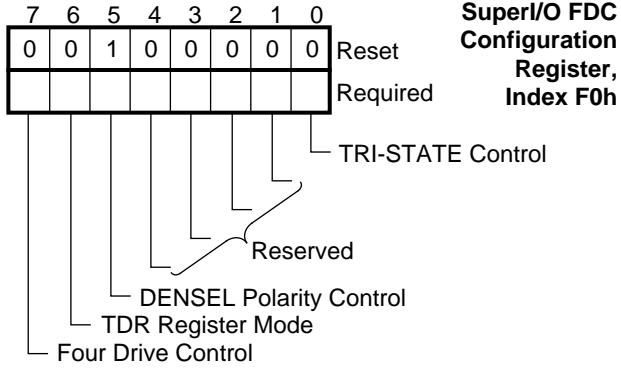 7 6 5 4 3 2 1 0
0 0 1 0 0 0 0 0 Reset
Required
SuperI/O FDC
Configuration
Register,
Index F0h
TRI-STATE Control
Reserved
DENSEL Polarity Control
TDR Register Mode
Four Drive Control